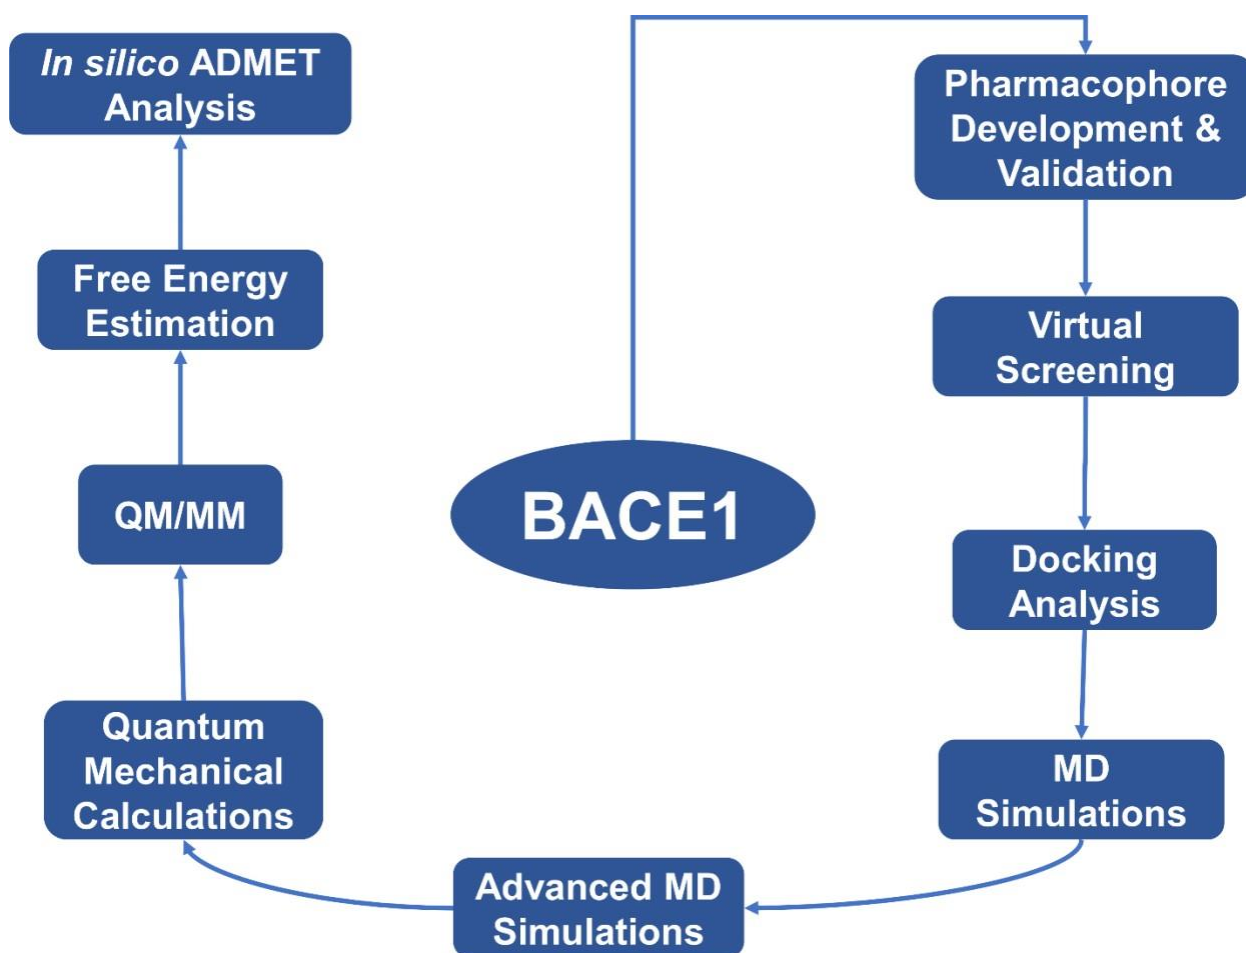 BACE1
Pharmacophore
Development &
Validation
Virtual
Screening
Docking
Analysis
MD
Simulations
Advanced MD
Simulations
Quantum
Mechanical
Calculations
QM/MM
Free Energy
Estimation
In silico ADMET
Analysis